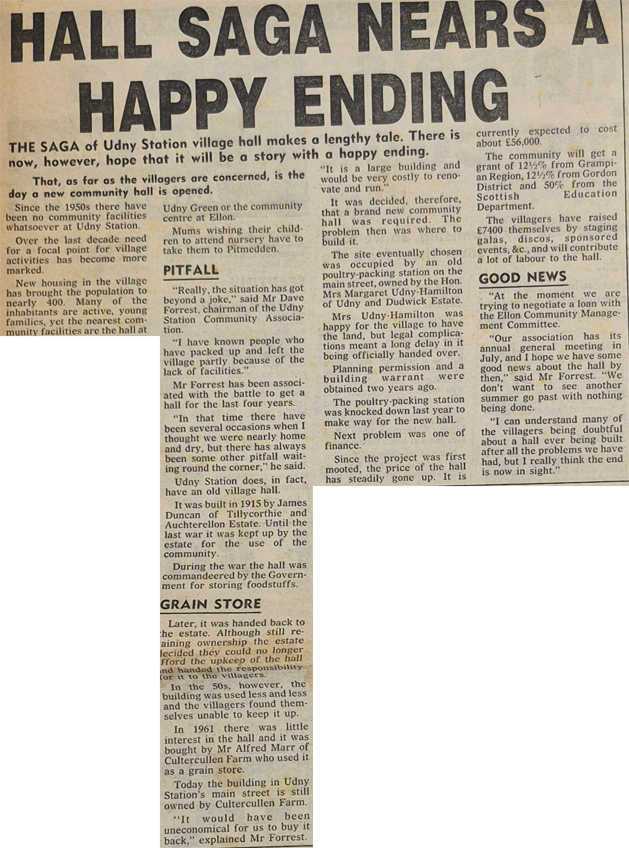 HALL SAGA NEARS A
HAPPY ENDING
THE SAGA of Udny Station village hall makes a lengthy tale. There is
now, however, hope that it will be a story with a happy ending.
That, as far as the villagers are concerned, is the
day a new community hall is opened.
Since the 1950s there have
been no community facilities
whatsoever at Udny Station.
Over the last decade need
for a focal point for village
activities has become more
marked.
New housing in the village
has brought the population to
nearly 400. Many of the
inhabitants are active, young
families, yet the nearest com-
munity facilities are the hall at
Udny Green or the community
centre at Ellon.
Mums wishing their child-
ren to attend nursery have to
take them to Pitmedden.
PITFALL
"Really, the situation has got
beyond a joke," said Mr Dave
Forrest, chairman of the Udny
Station Community Associa-
tion.
"I have known people who
have packed up and left the
village partly because of the
lack of facilities."
Mr Forrest has been associ-
ated with the battle to get a
hall for the last four years.
"In that time there have
been several occasions when I
thought we were nearly home
and dry, but there has always
been some other pitfall wait-
ing round the corner," he said.
Udny Station does, in fact,
have an old village hall.
It was built in 1915 by James
Duncan of Tillycorthie and
Auchterellon Estate. Until the
last war it was kept up by the
estate for the use of the
community.
During the war the hall was
commandeered by the Govern-
ment for storing foodstuffs.
GRAIN STORE
Later, it was handed back to
the estate. Although still re-
aining ownership the estate
decided they could no longer
fford the upkeep of the hall
and handed the responsibility
for it to the villagers.
In the 50s, however, the
building was used less and less
and the villagers found them-
selves unable to keep it up.
In 1961 there was little
interest in the hall and it was
bought by Mr Alfred Marr of
Cultercullen Farm who used it
as a grain store.
Today the building in Udny
Station's main street is still
owned by Cultercullen Farm.
"It would have been
uneconomical for us to buy it
back," explained Mr Forrest.
"It is a large building and
would be very costly to reno-
vate and run."
It was decided, therefore,
that a brand new community
hall was required. The
problem then was where to
build it.
The site eventually chosen
was occupied by an old
poultry-packing station on the
main street, owned by the Hon.
Mrs Margaret Udny-Hamilton
of Udny and Dudwick Estate.
Mrs Udny-Hamilton was
happy for the village to have
the land, but legal complica-
tions meant a long delay in it
being officially handed over.
Planning permission and a
building warrant were
obtained two years ago.
The poultry-packing station
was knocked down last year to
make way for the new hall.
Next problem was one of
finance.
Since the project was first
mooted, the price of the hall
has steadily gone up. It is
currently expected to cost
about £56,000.
The community will get a
grant of 12½% from Grampi-
an Region, 12½% from Gordon
District and 50% from the
Scottish Education
Department.
The villagers have raised
£7400 themselves by staging
galas, discos, sponsored
events, &c., and will contribute
a lot of labour to the hall.
GOOD NEWS
"At the moment we are
trying to negotiate a loan with
the Ellon Community Manage-
ment Committee.
"Our association has its
annual general meeting in
July, and I hope we have some
good news about the hall by
then," said Mr Forrest. "We
don't want to see another
summer go past with nothing
being done.
"I can understand many of
the villagers being doubtful
about a hall ever being built
after all the problems we have
had, but I really think the end
is now in sight."